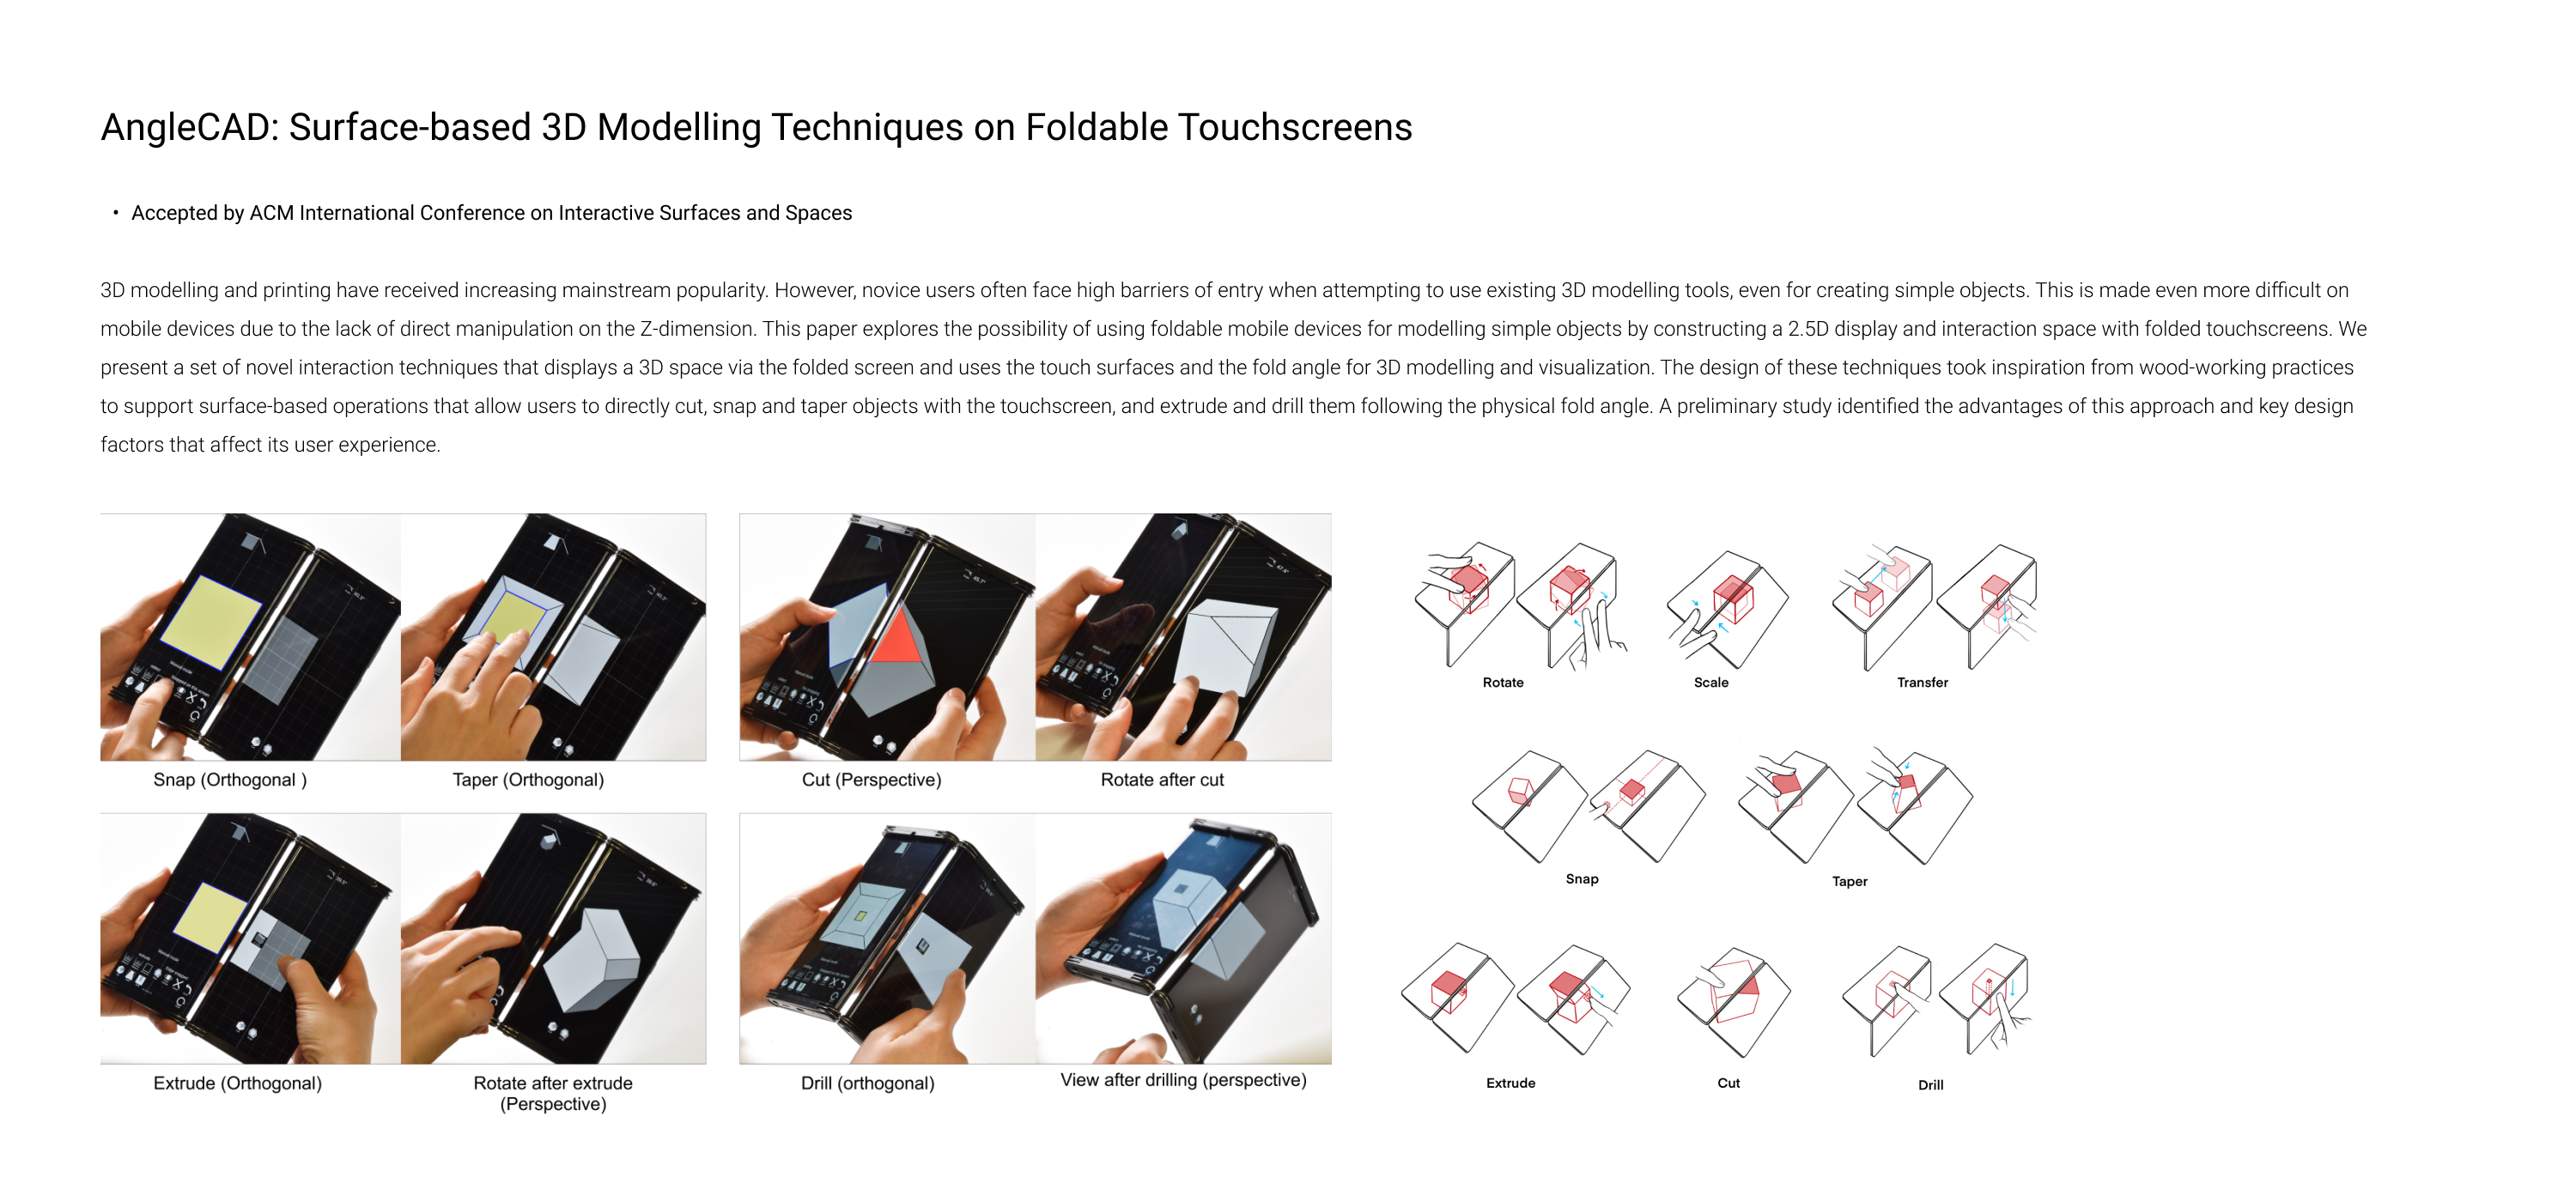 AngleCAD: Surface-based 3D Modelling Techniques on Foldable Touchscreens
• Accepted by ACM International Conference on Interactive Surfaces and Spaces
3D modelling and printing have received increasing mainstream popularity. However, novice users often face high barriers of entry when attempting to use existing 3D modelling tools, even for creating simple objects. This is made even more difficult on
mobile devices due to the lack of direct manipulation on the Z-dimension. This paper explores the possibility of using foldable mobile devices for modelling simple objects by constructing a 2.5D display and interaction space with folded touchscreens. We
present a set of novel interaction techniques that displays a 3D space via the folded screen and uses the touch surfaces and the fold angle for 3D modelling and visualization. The design of these techniques took inspiration from wood-working practices
to support surface-based operations that allow users to directly cut, snap and taper objects with the touchscreen, and extrude and drill them following the physical fold angle. A preliminary study identified the advantages of this approach and key design
factors that affect its user experience.
Snap (Orthogonal )
Taper (Orthogonal)
Cut (Perspective)
Rotate after cut
Extrude (Orthogonal)
Rotate after extrude
(Perspective)
Drill (orthogonal)
View after drilling (perspective)
Rotate
Scale
Transfer
Snap
Taper
Extrude
Cut
Drill